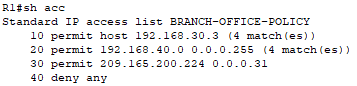 R1#sh acc
Standard IP access list BRANCH-OFFICE-POLICY
10 permit host 192.168.30.3 (4 match(es))
20 permit 192.168.40.0 0.0.0.255 (4 match(es))
30 permit 209.165.200.224 0.0.0.31
40 deny any